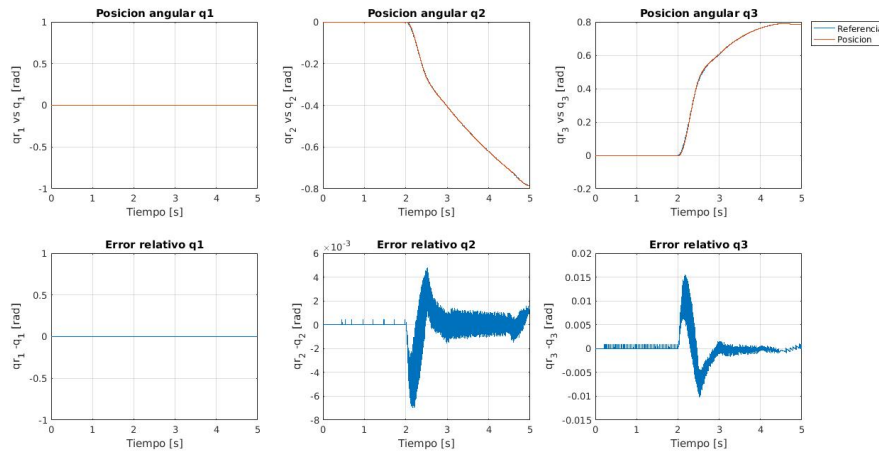 Posicion angular q1
Posicion angular q2
Posicion angular q3
Referencia
Posicion
qr1 vs q1 [rad]
1
0.5
0
-0.5
-1
0 1 2 3 4 5
Tiempo [s]
qr2 vs q2 [rad]
0
-0.2
-0.4
-0.6
-0.8
0 1 2 3 4 5
Tiempo [s]
qr3 vs q3 [rad]
0.8
0.6
0.4
0.2
0
-0.2
0 1 2 3 4 5
Tiempo [s]
Error relativo q1
Error relativo q2
Error relativo q3
qr1 -q1 [rad]
1
0.5
0
-0.5
-1
0 1 2 3 4 5
Tiempo [s]
qr2 -q2 [rad]
×10-3
6
4
2
0
-2
-4
-6
-8
0 1 2 3 4 5
Tiempo [s]
qr3 -q3 [rad]
0.02
0.015
0.01
0.005
0
-0.005
-0.01
-0.015
0 1 2 3 4 5
Tiempo [s]